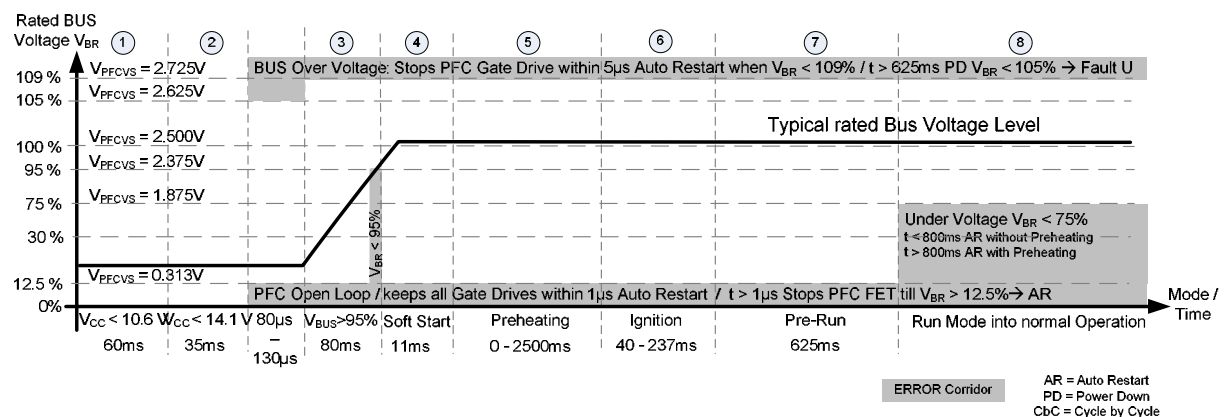 Rated BUS
Voltage VBR
1 2 3 4 5 6 7 8
VPFCVS = 2.725V
BUS Over Voltage: Stops PFC Gate Drive within 5µs Auto Restart when VBR < 109% / t > 625ms PD VBR < 105% → Fault U
109 %
VPFCVS = 2.625V
105 %
Typical rated Bus Voltage Level
VPFCVS = 2.500V
100 %
VPFCVS = 2.375V
95 %
VPFCVS = 1.875V
75 %
VBR < 95%
Under Voltage VBR < 75%
t < 800ms AR without Preheating
t > 800ms AR with Preheating
30 %
VPFCVS = 0.313V
12.5 %
PFC Open Loop / keeps all Gate Drives within 1µs Auto Restart / t > 1µs Stops PFC FET till VBR > 12.5% → AR
0%
Mode /
Time
VCC < 10.6 V VCC < 14.1 V 80µs VBUS>95% Soft Start Preheating Ignition Pre-Run Run Mode into normal Operation
60ms 35ms – 130µs 80ms 11ms 0 - 2500ms 40 - 237ms 625ms
ERROR Corridor
AR = Auto Restart
PD = Power Down
CbC = Cycle by Cycle